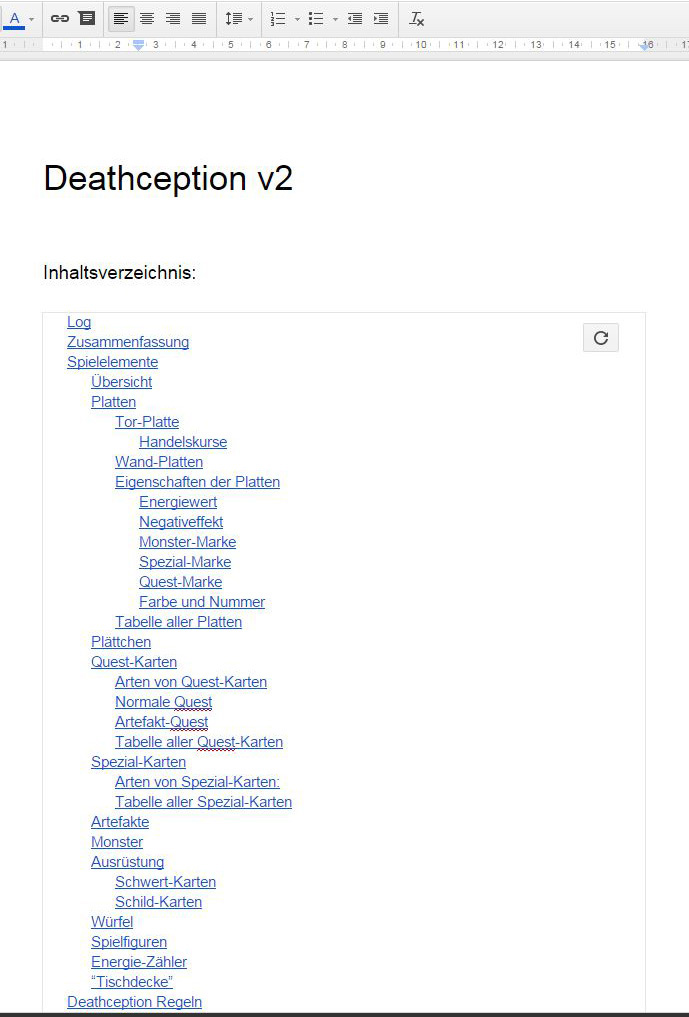 A
1 1 2 3 4 5 6 7 8 9 10 11 12 13 14 15 16 17
Deathception v2
Inhaltsverzeichnis:
Log
Zusammenfassung
Spielelemente
Übersicht
Platten
Tor-Platte
Handelskurse
Wand-Platten
Eigenschaften der Platten
Energiewert
Negativeffekt
Monster-Marke
Spezial-Marke
Quest-Marke
Farbe und Nummer
Tabelle aller Platten
Plättchen
Quest-Karten
Arten von Quest-Karten
Normale Quest
Artefakt-Quest
Tabelle aller Quest-Karten
Spezial-Karten
Arten von Spezial-Karten:
Tabelle aller Spezial-Karten
Artefakte
Monster
Ausrüstung
Schwert-Karten
Schild-Karten
Würfel
Spielfiguren
Energie-Zähler
“Tischdecke”
Deathception Regeln